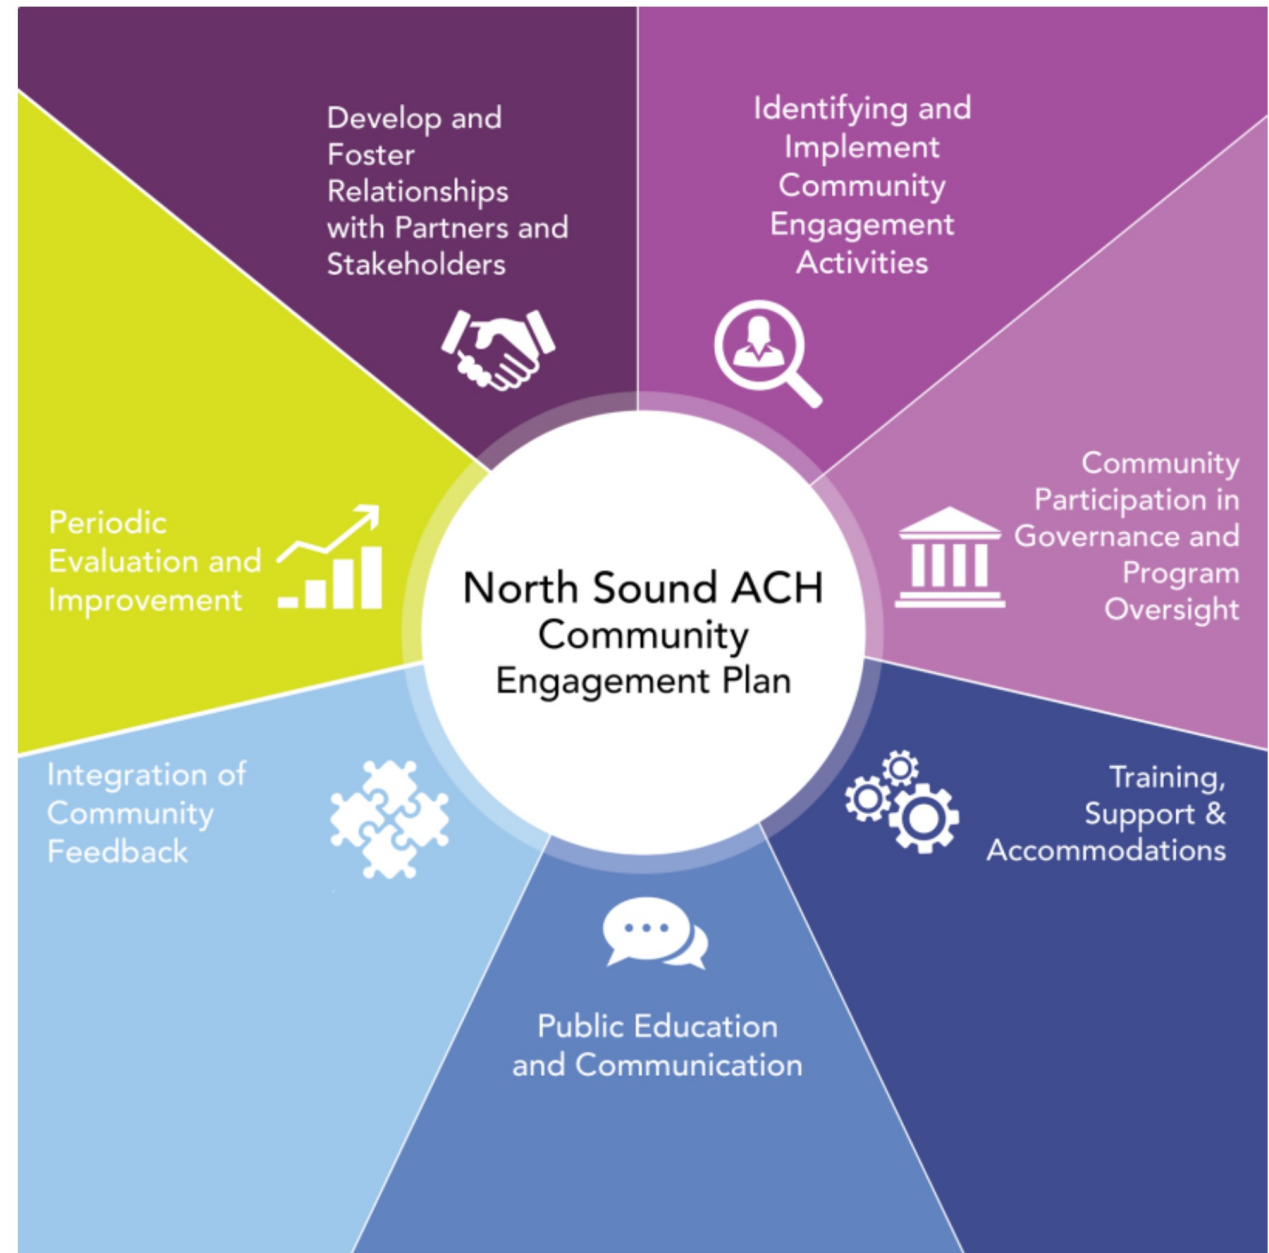 Develop and
Foster
Relationships
with Partners and
Stakeholders
Identifying and
Implement
Community
Engagement
Activities
Community
Participation in
Governance and
Program
Oversight
Training,
Support &
Accommodations
Public Education
and Communication
Integration of
Community
Feedback
Periodic
Evaluation and
Improvement
North Sound ACH
Community
Engagement Plan